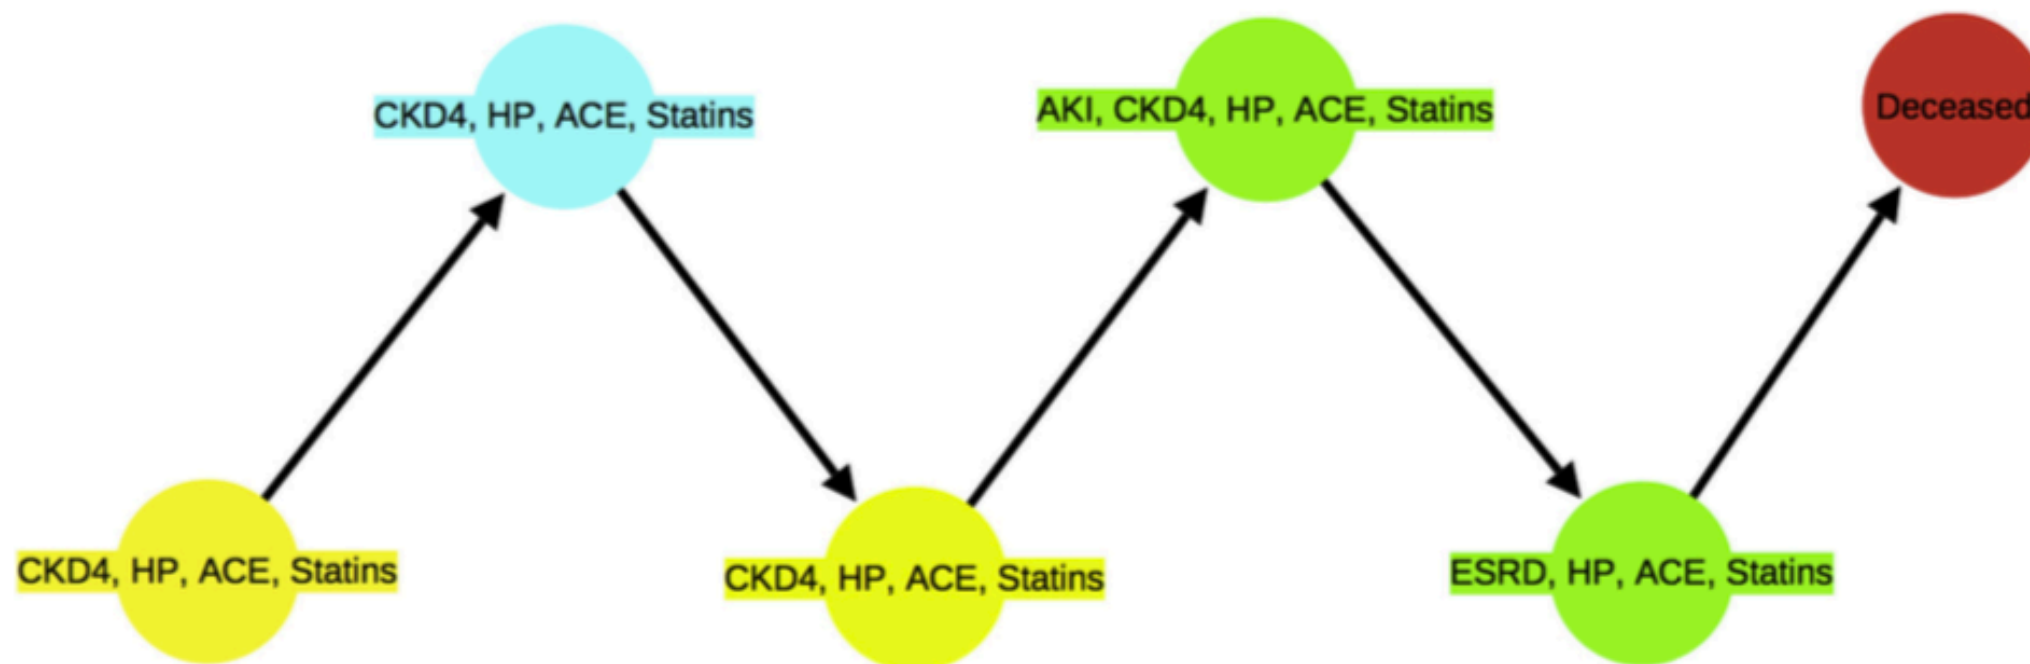 CKD4, HP, ACE, Statins
AKI, CKD4, HP, ACE, Statins
Deceased
CKD4, HP, ACE, Statins
CKD4, HP, ACE, Statins
ESRD, HP, ACE, Statins